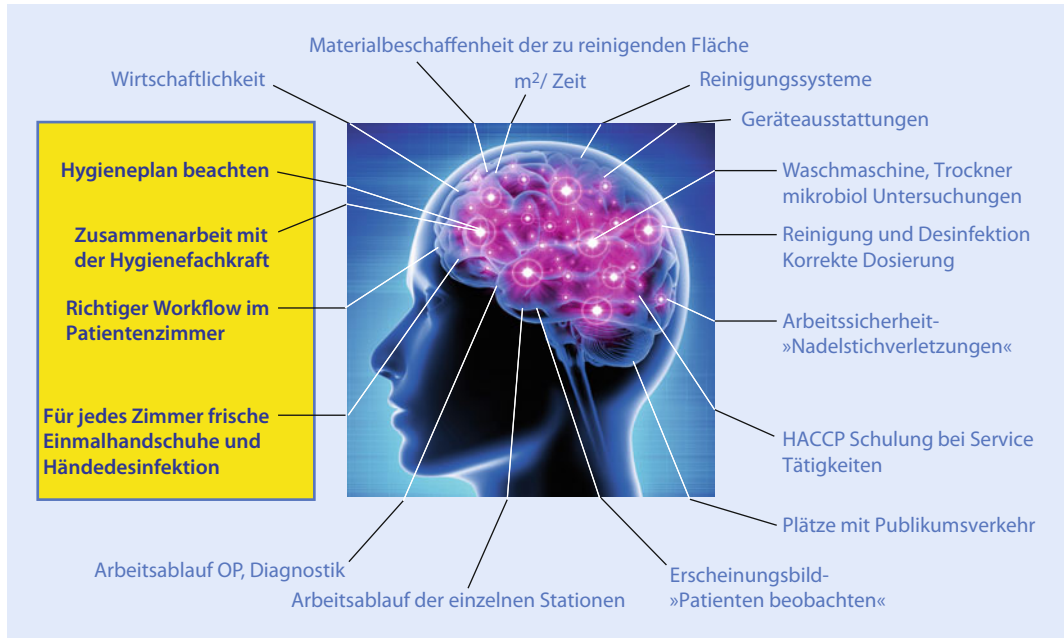 Materialbeschaffenheit der zu reinigenden Fläche
Wirtschaftlichkeit
m²/ Zeit
Reinigungssysteme
Geräteausstattungen
Hygieneplan beachten
Zusammenarbeit mit
der Hygienefachkraft
Richtiger Workflow im
Patientenzimmer
Für jedes Zimmer frische
Einmalhandschuhe und
Händedesinfektion
Waschmaschine, Trockner
mikrobiol Untersuchungen
Reinigung und Desinfektion
Korrekte Dosierung
Arbeitssicherheit-
»Nadelstichverletzungen«
HACCP Schulung bei Service
Tätigkeiten
Plätze mit Publikumsverkehr
Arbeitsablauf OP, Diagnostik
Arbeitsablauf der einzelnen Stationen
Erscheinungsbild-
»Patienten beobachten«